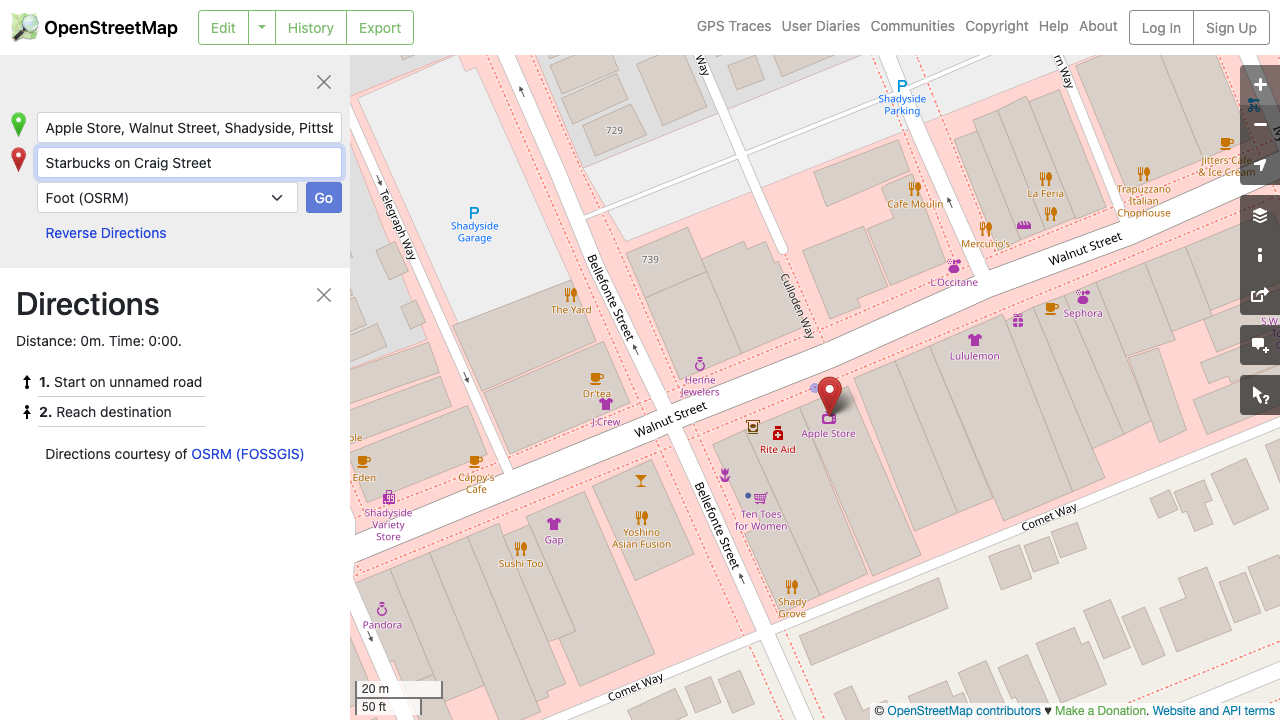 OpenStreetMap
Edit
History
Export
GPS Traces
User Diaries
Communities
Copyright
Help
About
Log In
Sign Up
Apple Store, Walnut Street, Shadyside, Pittsb
Starbucks on Craig Street
Foot (OSRM)
Go
Reverse Directions
Directions
Distance: 0m. Time: 0:00.
1. Start on unnamed road
2. Reach destination
Directions courtesy of OSRM (FOSSGIS)
Way
rn Way
Shadyside
Parking
729
Jitters Cafe
& Ice Cream
La Feria
Trapuzzano
Italian
Chophouse
Cafe Moulin
Telegraph Way
Shadyside
Garage
Mercurio's
Walnut Street
739
L'Occitane
Bellefonte Street
Culloden Way
The Yard
Sephora
S.W.
Lululemon
Henne
Jewelers
Dr'tea
J.Crew
Walnut Street
Apple Store
Rite Aid
ple
Eden
Cappy's
Cafe
Shadyside
Variety
Store
Bellefonte Street
Ten Toes
for Women
Comet Way
Gap
Yoshino
Asian Fusion
Sushi Too
Shady
Grove
Pandora
Comet Way
20 m
50 ft
© OpenStreetMap contributors ♥ Make a Donation. Website and API terms